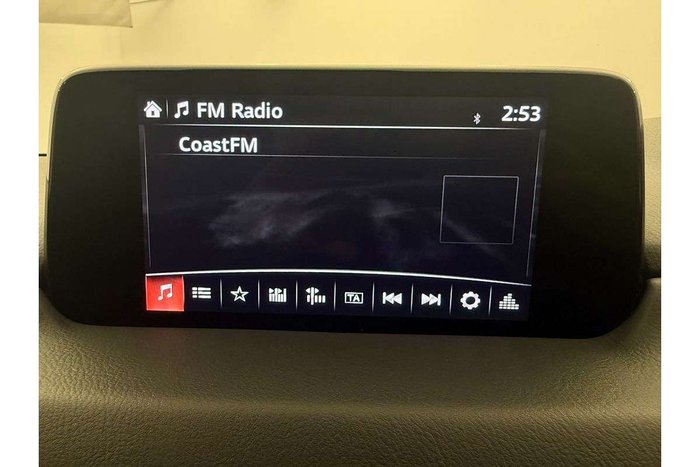 FM Radio 2:53
CoastFM
TA